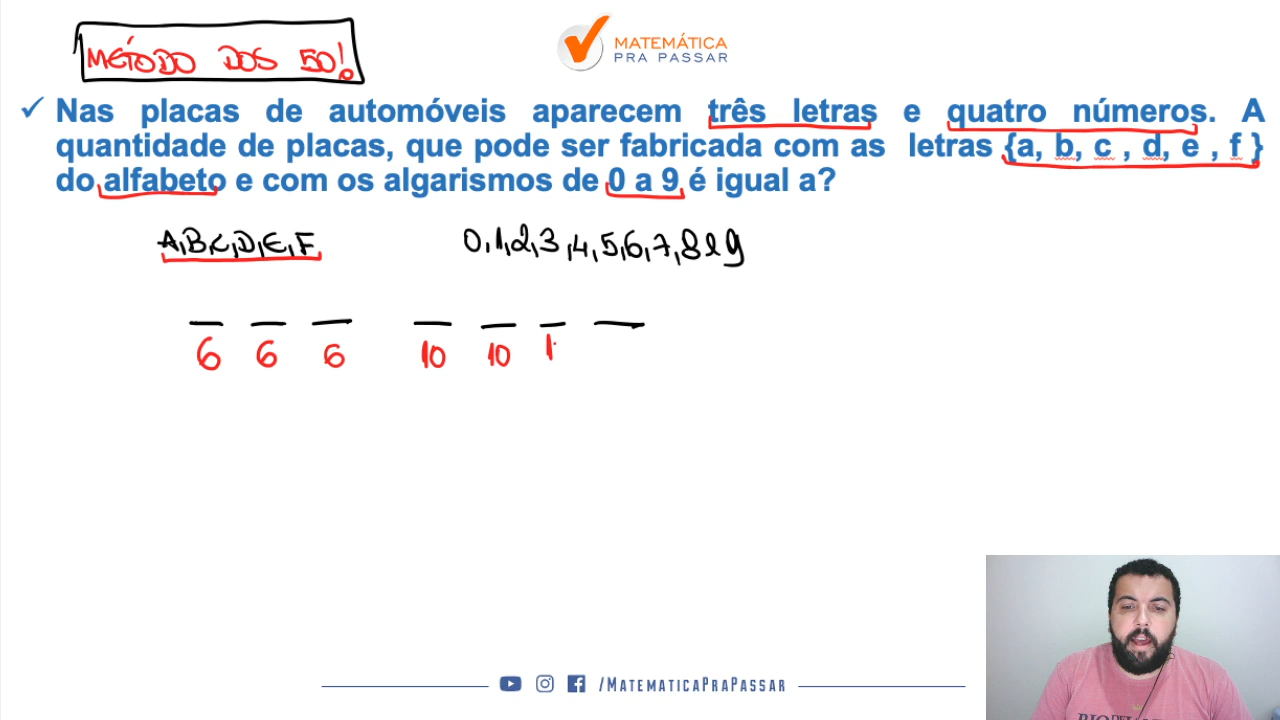 MÉTODO DOS 50!
MATEMÁTICA
PRA PASSAR
✓ Nas placas de automóveis aparecem três letras e quatro números. A
quantidade de placas, que pode ser fabricada com as letras {a, b, c , d, e , f }
do alfabeto e com os algarismos de 0 a 9 é igual a?
A,B,C,D,E,F 0,1,2,3,4,5,6,7,8 e 9
6 6 6 10 10 1
/MATEMATICAPRAPASSAR